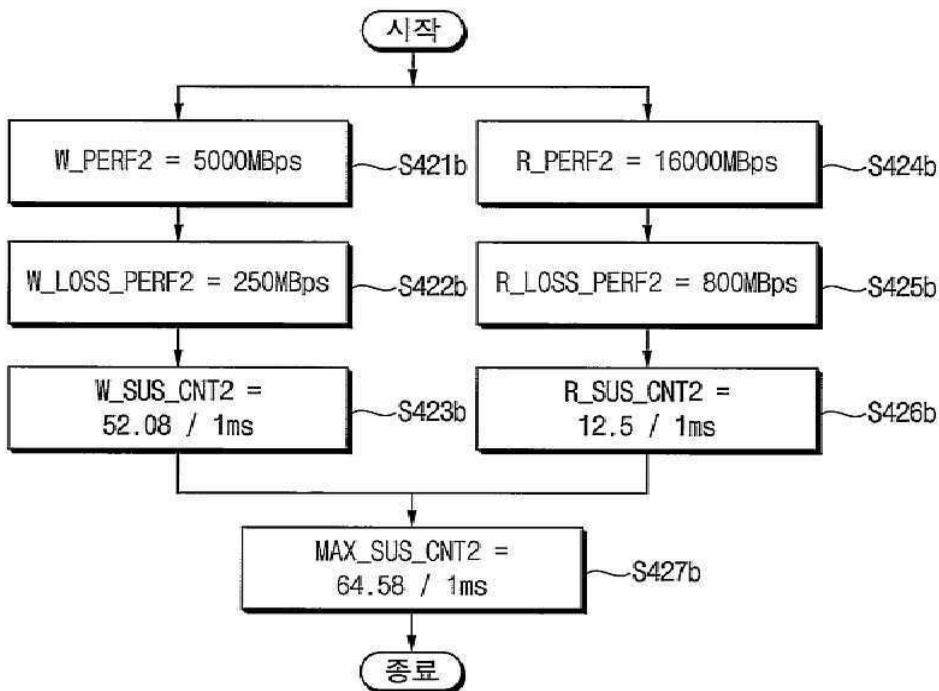 시작
W_PERF2 = 5000MBps
S421b
R_PERF2 = 16000MBps
S424b
W_LOSS_PERF2 = 250MBps
S422b
R_LOSS_PERF2 = 800MBps
S425b
W_SUS_CNT2 =
52.08 / 1ms
S423b
R_SUS_CNT2 =
12.5 / 1ms
S426b
MAX_SUS_CNT2 =
64.58 / 1ms
S427b
종료